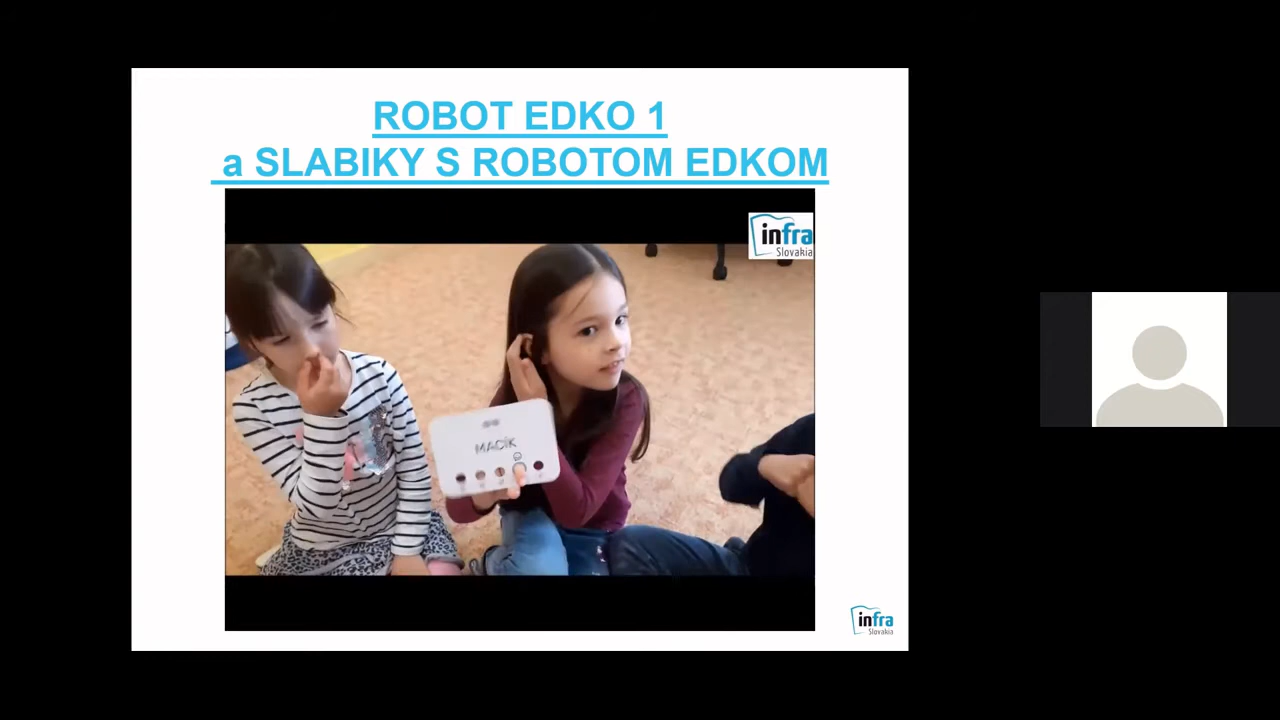 ROBOT EDKO 1
a SLABIKY S ROBOTOM EDKOM
infra
Slovakia
MACÍK
infra
Slovakia